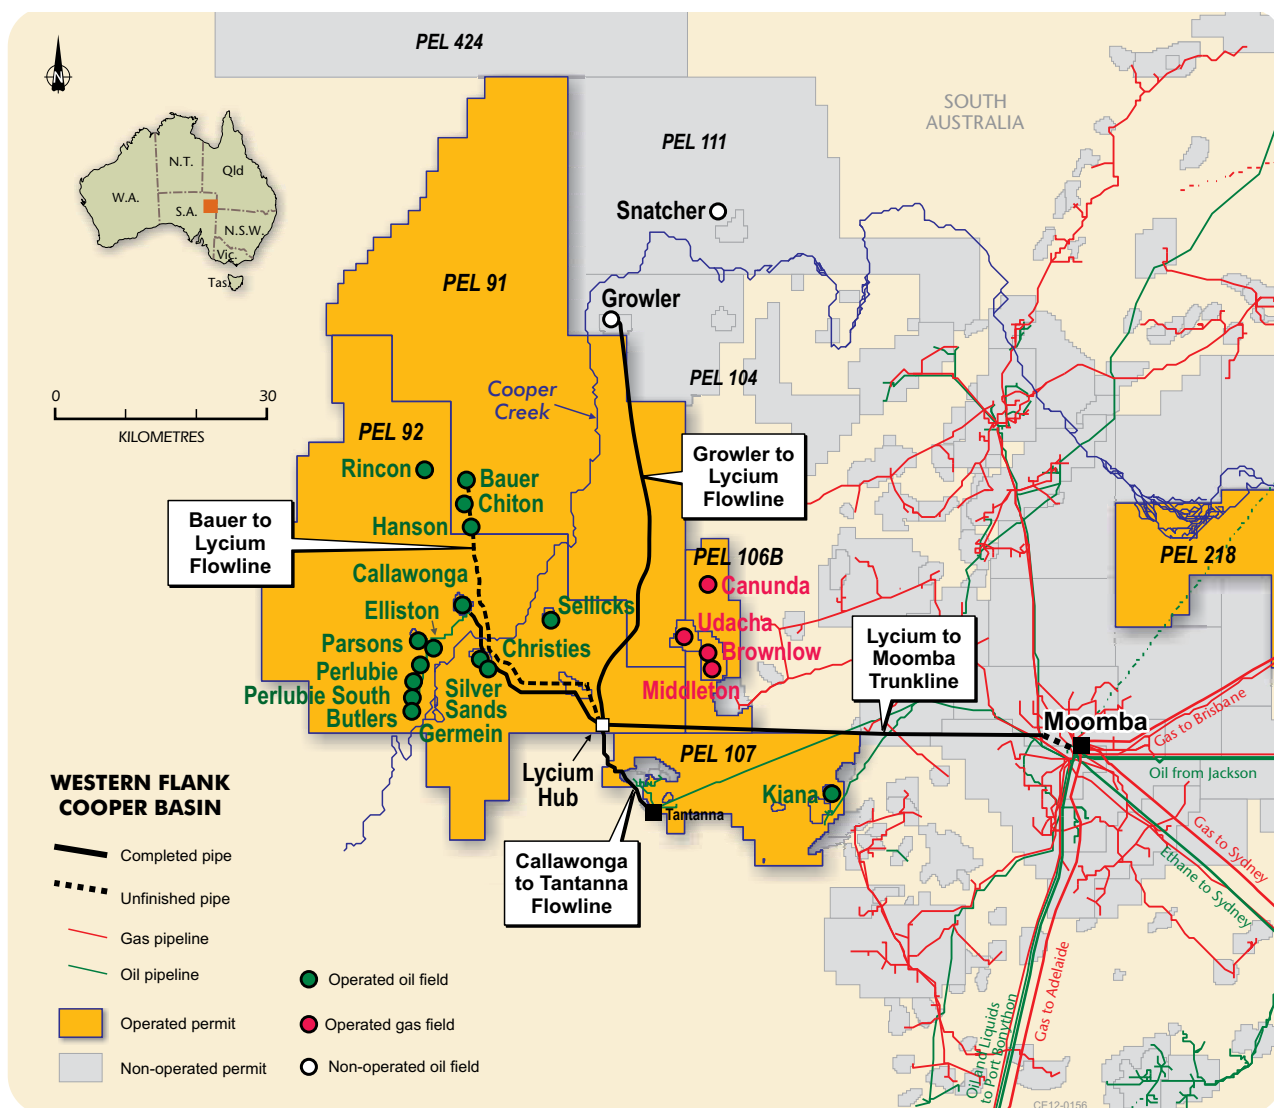 PEL 424
N
SOUTH
AUSTRALIA
PEL 111
N.T.
Qld
W.A.
S.A.
N.S.W.
Vic.
Tas.
Snatcher
PEL 91
Growler
PEL 104
Cooper
Creek
0
30
KILOMETRES
PEL 92
Rincon
Bauer
Chiton
Hanson
Growler to
Lycium
Flowline
Bauer to
Lycium
Flowline
PEL 106B
PEL 218
Callawonga
Canunda
Elliston
Sellicks
Udacha
Parsons
Christies
Brownlow
Lycium to
Moomba
Trunkline
Perlubie
Middleton
Perlubie South
Silver
Sands
Butlers
Germein
Moomba
Gas to Brisbane
PEL 107
Oil from Jackson
Lycium
Hub
Kiana
Tantanna
Gas to Sydney
Ethane to Sydney
Callawonga
to Tantanna
Flowline
WESTERN FLANK
COOPER BASIN
Completed pipe
Unfinished pipe
Gas pipeline
Oil pipeline
Operated permit
Non-operated permit
Operated oil field
Operated gas field
Non-operated oil field
Gas to Adelaide
Oil and Liquids
to Port Bonython
CE12-0156